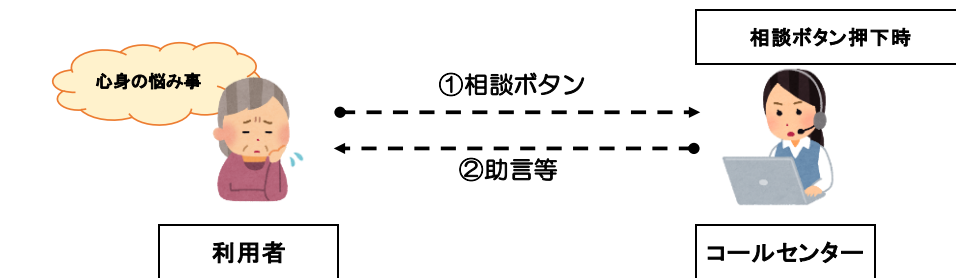 相談ボタン押下時
心身の悩み事
①相談ボタン
②助言等
利用者
コールセンター